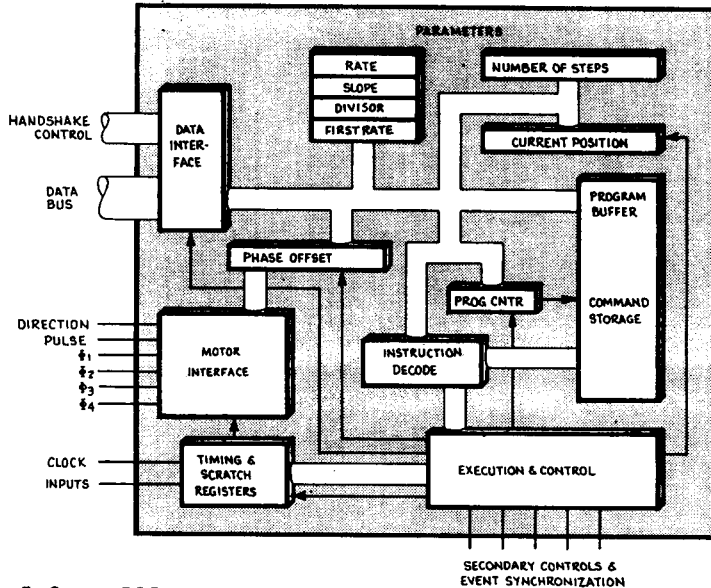 PARAMETERS
RATE
SLOPE
DIVISOR
FIRST RATE
NUMBER OF STEPS
CURRENT POSITION
HANDSHAKE
CONTROL
DATA
INTER-
FACE
DATA
BUS
PROGRAM
BUFFER
COMMAND
STORAGE
PHASE OFFSET
PROG CNTR
DIRECTION
PULSE
Φ1
Φ2
Φ3
Φ4
MOTOR
INTERFACE
INSTRUCTION
DECODE
CLOCK
INPUTS
TIMING &
SCRATCH
REGISTERS
EXECUTION & CONTROL
SECONDARY CONTROLS &
EVENT SYNCHRONIZATION